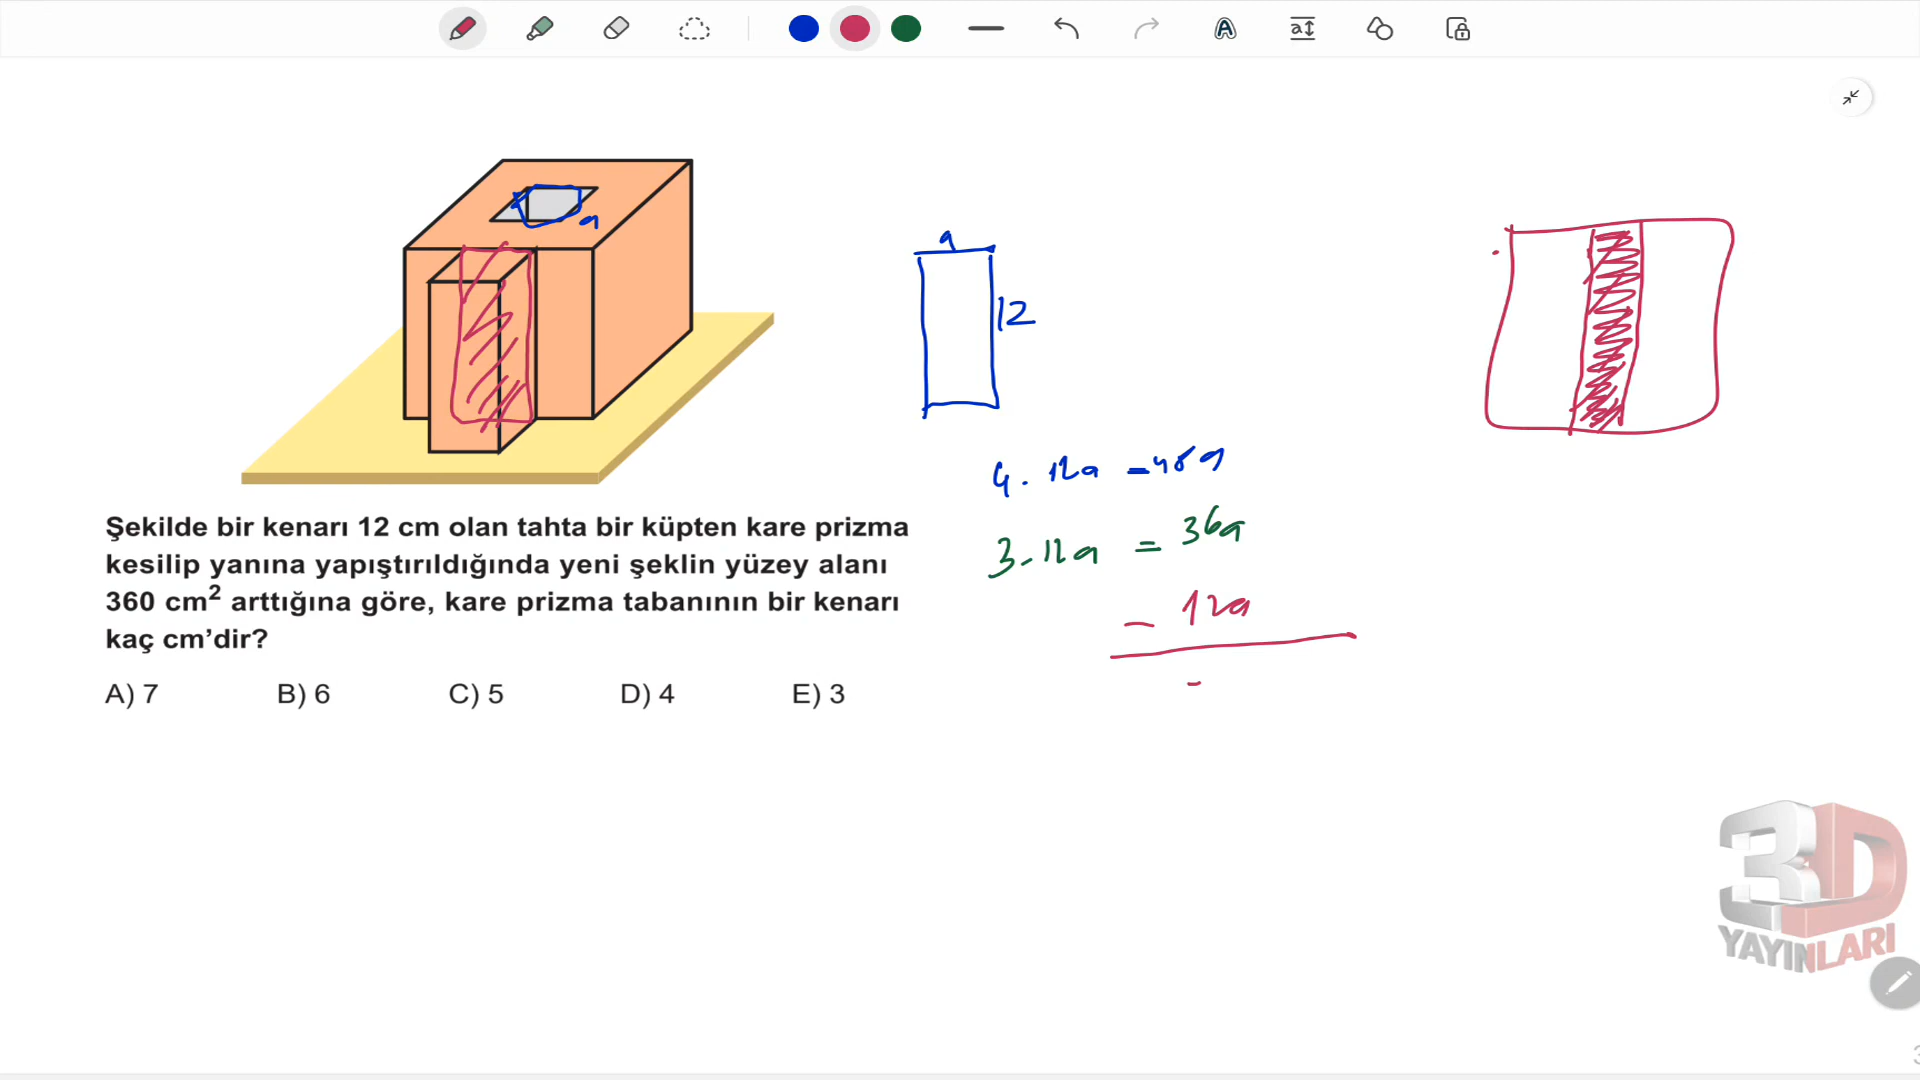 a
a
12
4. 12a = 48a
3. 12a = 36a
– 12a
Şekilde bir kenarı 12 cm olan tahta bir küpten kare prizma
kesilip yanına yapıştırıldığında yeni şeklin yüzey alanı
360 cm² arttığına göre, kare prizma tabanının bir kenarı
kaç cm'dir?
A) 7 B) 6 C) 5 D) 4 E) 3
3D
YAYINLARI